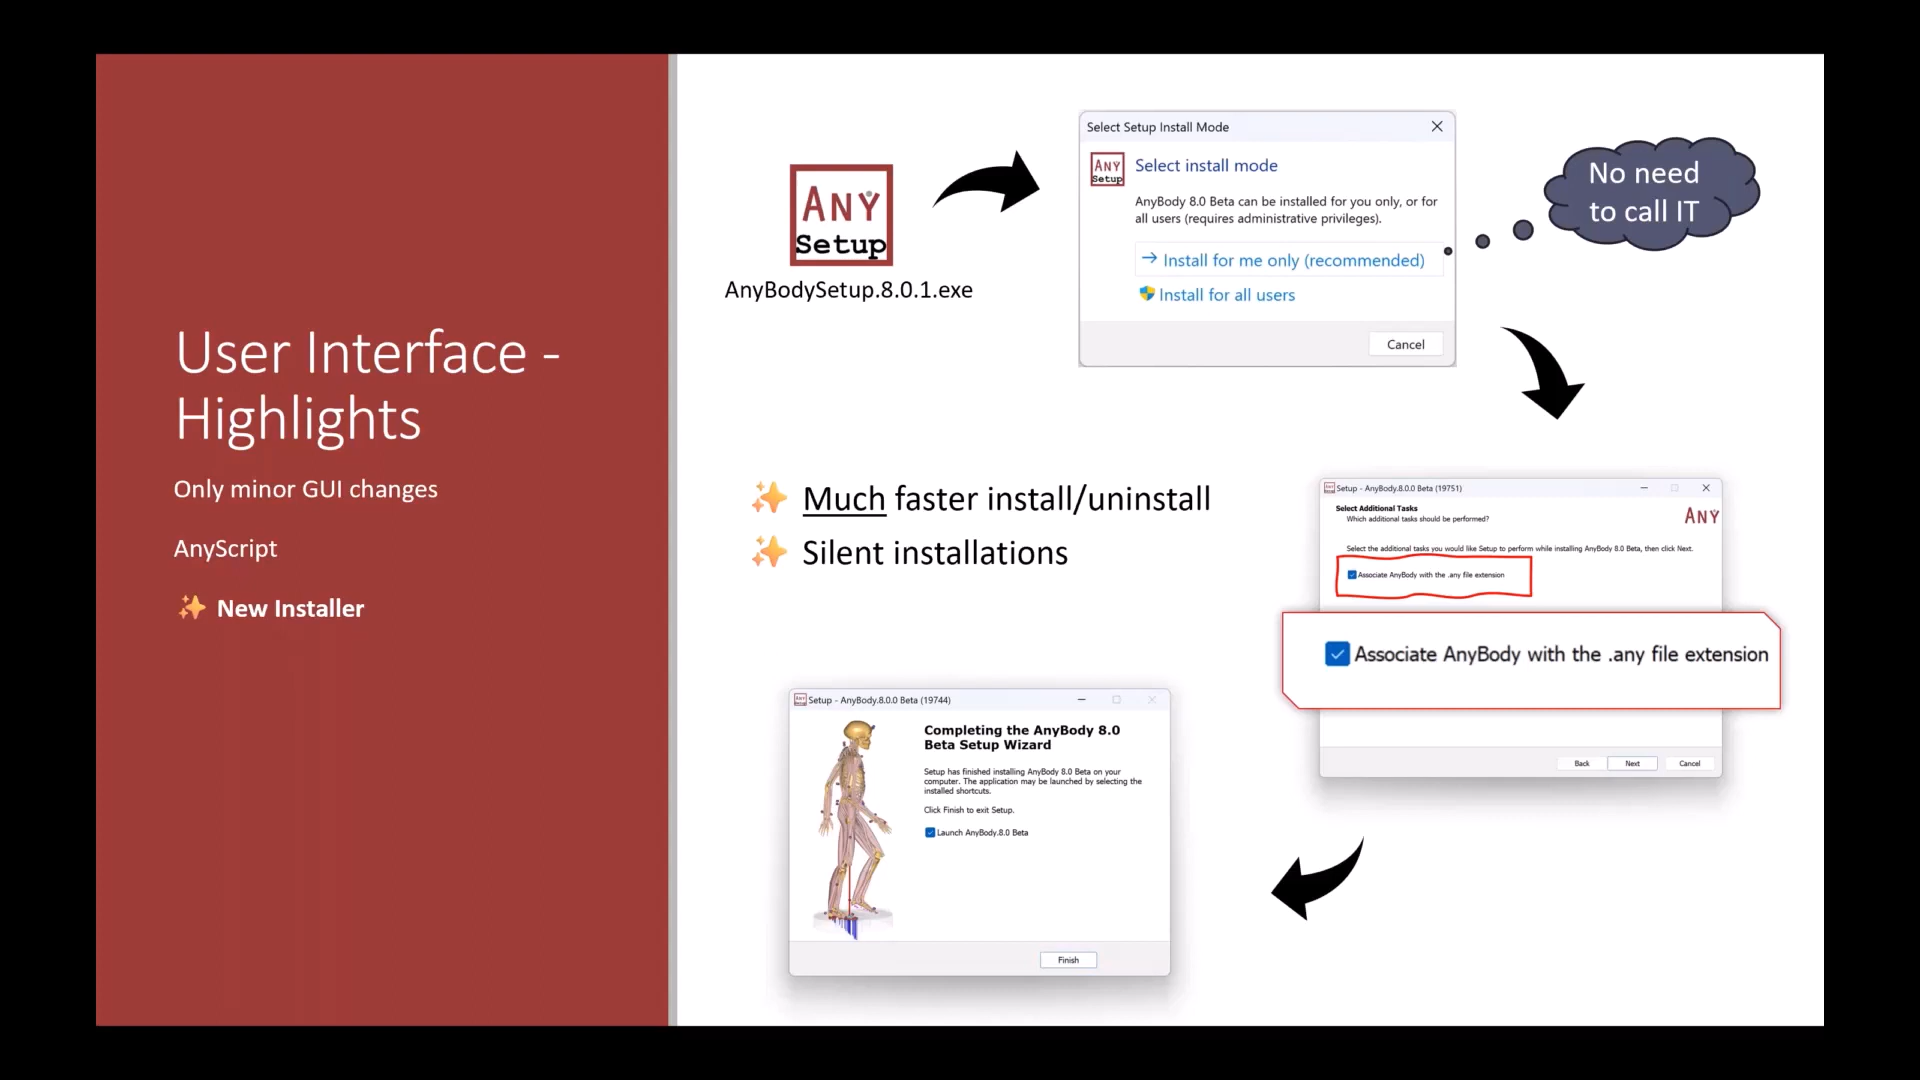 User Interface -
Highlights
Only minor GUI changes
AnyScript
✨ New Installer
ANY
Setup
AnyBodySetup.8.0.1.exe
Select Setup Install Mode
ANY
Setup
Select install mode
AnyBody 8.0 Beta can be installed for you only, or for
all users (requires administrative privileges).
→ Install for me only (recommended)
Install for all users
Cancel
No need
to call IT
✨ Much faster install/uninstall
✨ Silent installations
Setup - AnyBody.8.0.0 Beta (19751)
Select Additional Tasks
Which additional tasks should be performed?
ANY
Select the additional tasks you would like Setup to perform while installing AnyBody 8.0 Beta, then click Next.
Associate AnyBody with the .any file extension
Associate AnyBody with the .any file extension
Back
Next
Cancel
Setup - AnyBody.8.0.0 Beta (19744)
Completing the AnyBody 8.0
Beta Setup Wizard
Setup has finished installing AnyBody 8.0 Beta on your
computer. The application may be launched by selecting the
installed shortcuts.
Click Finish to exit Setup.
Launch AnyBody.8.0 Beta
Finish